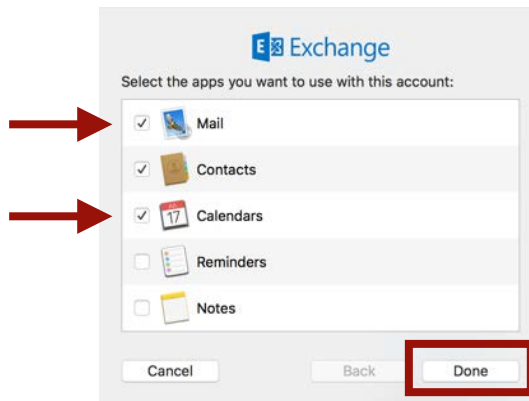 Exchange
Select the apps you want to use with this account:
Mail
Contacts
17
Calendars
Reminders
Notes
Cancel
Back
Done